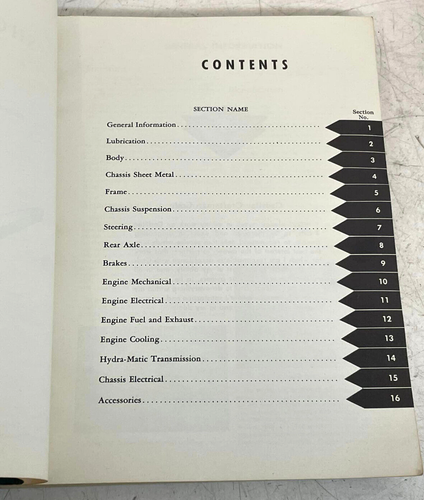 CONTENTS
SECTION NAME
Section
No.
General Information 1
Lubrication 2
Body 3
Chassis Sheet Metal 4
Frame 5
Chassis Suspension 6
Steering 7
Rear Axle 8
Brakes 9
Engine Mechanical 10
Engine Electrical 11
Engine Fuel and Exhaust 12
Engine Cooling 13
Hydra-Matic Transmission 14
Chassis Electrical 15
Accessories 16